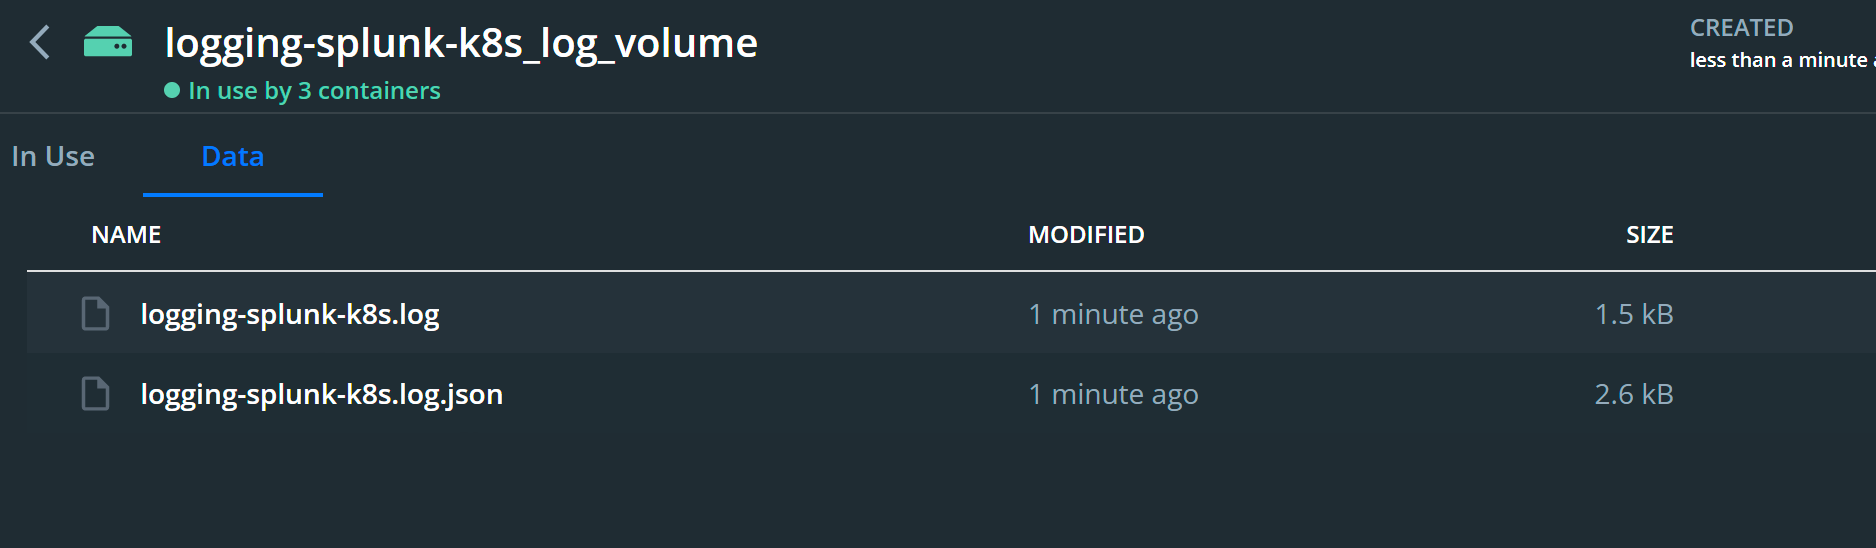 logging-splunk-k8s_log_volume
In use by 3 containers
CREATED
less than a minute
In Use
Data
NAME MODIFIED SIZE
logging-splunk-k8s.log 1 minute ago 1.5 kB
logging-splunk-k8s.log.json 1 minute ago 2.6 kB